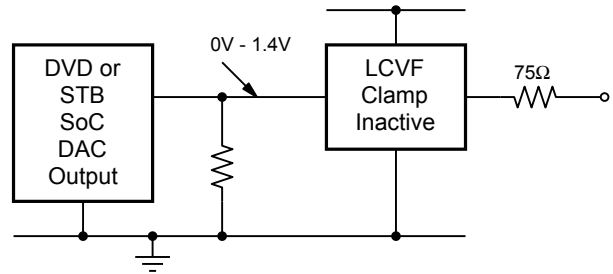 0V - 1.4V
DVD or
STB
SoC
DAC
Output
LCVF
Clamp
Inactive
75Ω